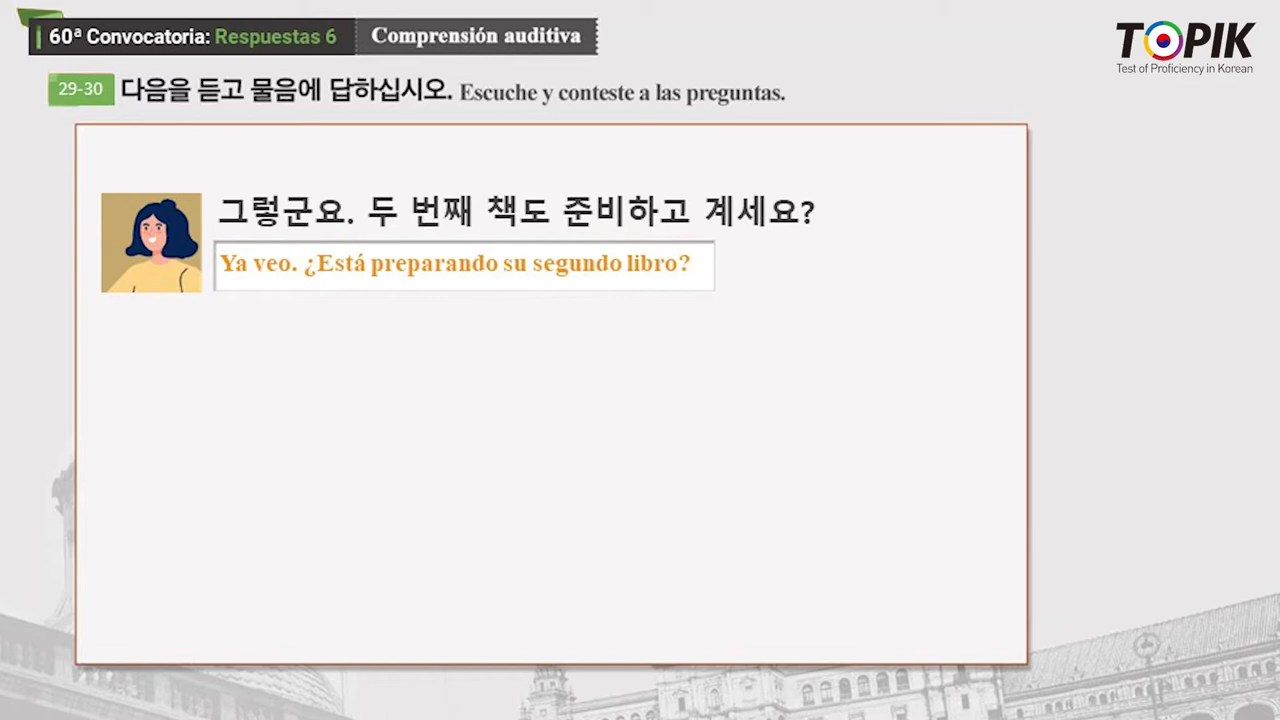 60ª Convocatoria: Respuestas 6 Comprensión auditiva
TOPIK
Test of Proficiency in Korean
29-30 다음을 듣고 물음에 답하십시오. Escuche y conteste a las preguntas.
그렇군요. 두 번째 책도 준비하고 계세요?
Ya veo. ¿Está preparando su segundo libro?